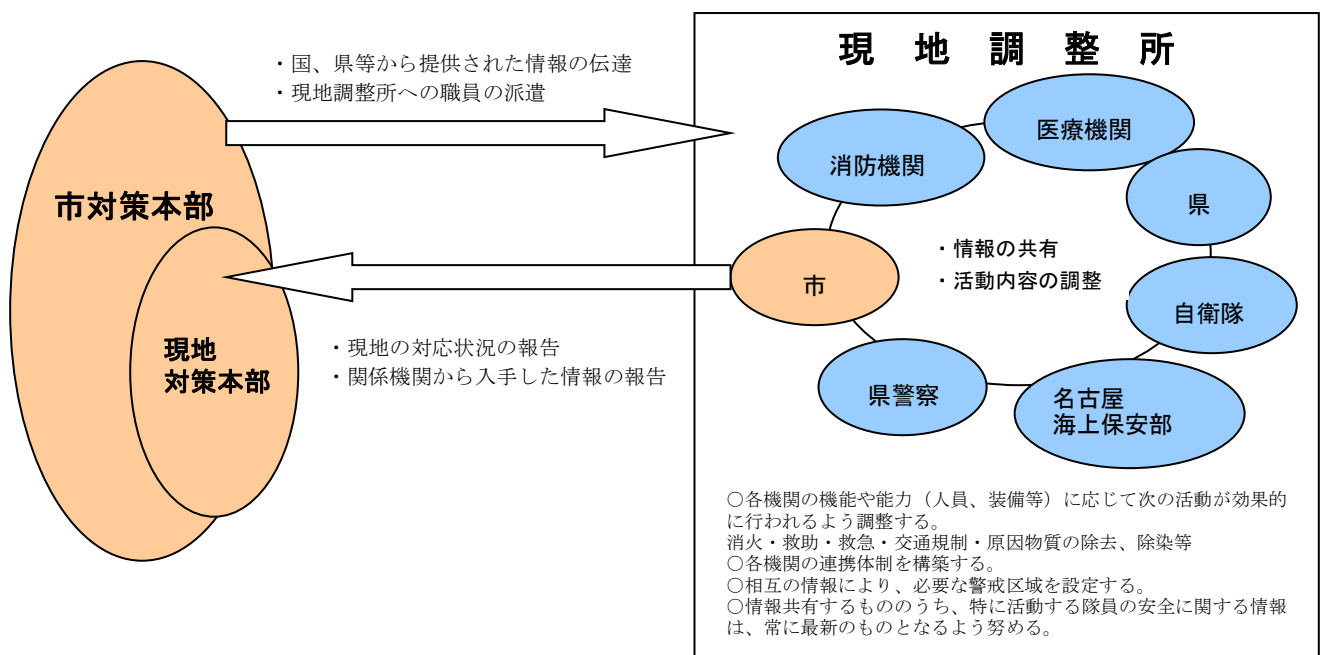 ・国、県等から提供された情報の伝達
・現地調整所への職員の派遣
市対策本部
現地
対策本部
・現地の対応状況の報告
・関係機関から入手した情報の報告
現地調整所
医療機関
消防機関
県
・情報の共有
・活動内容の調整
市
自衛隊
県警察
名古屋
海上保安部
○各機関の機能や能力（人員、装備等）に応じて次の活動が効果的
に行われるよう調整する。
消火・救助・救急・交通規制・原因物質の除去、除染等
○各機関の連携体制を構築する。
○相互の情報により、必要な警戒区域を設定する。
○情報共有するもののうち、特に活動する隊員の安全に関する情報
は、常に最新のものとなるよう努める。